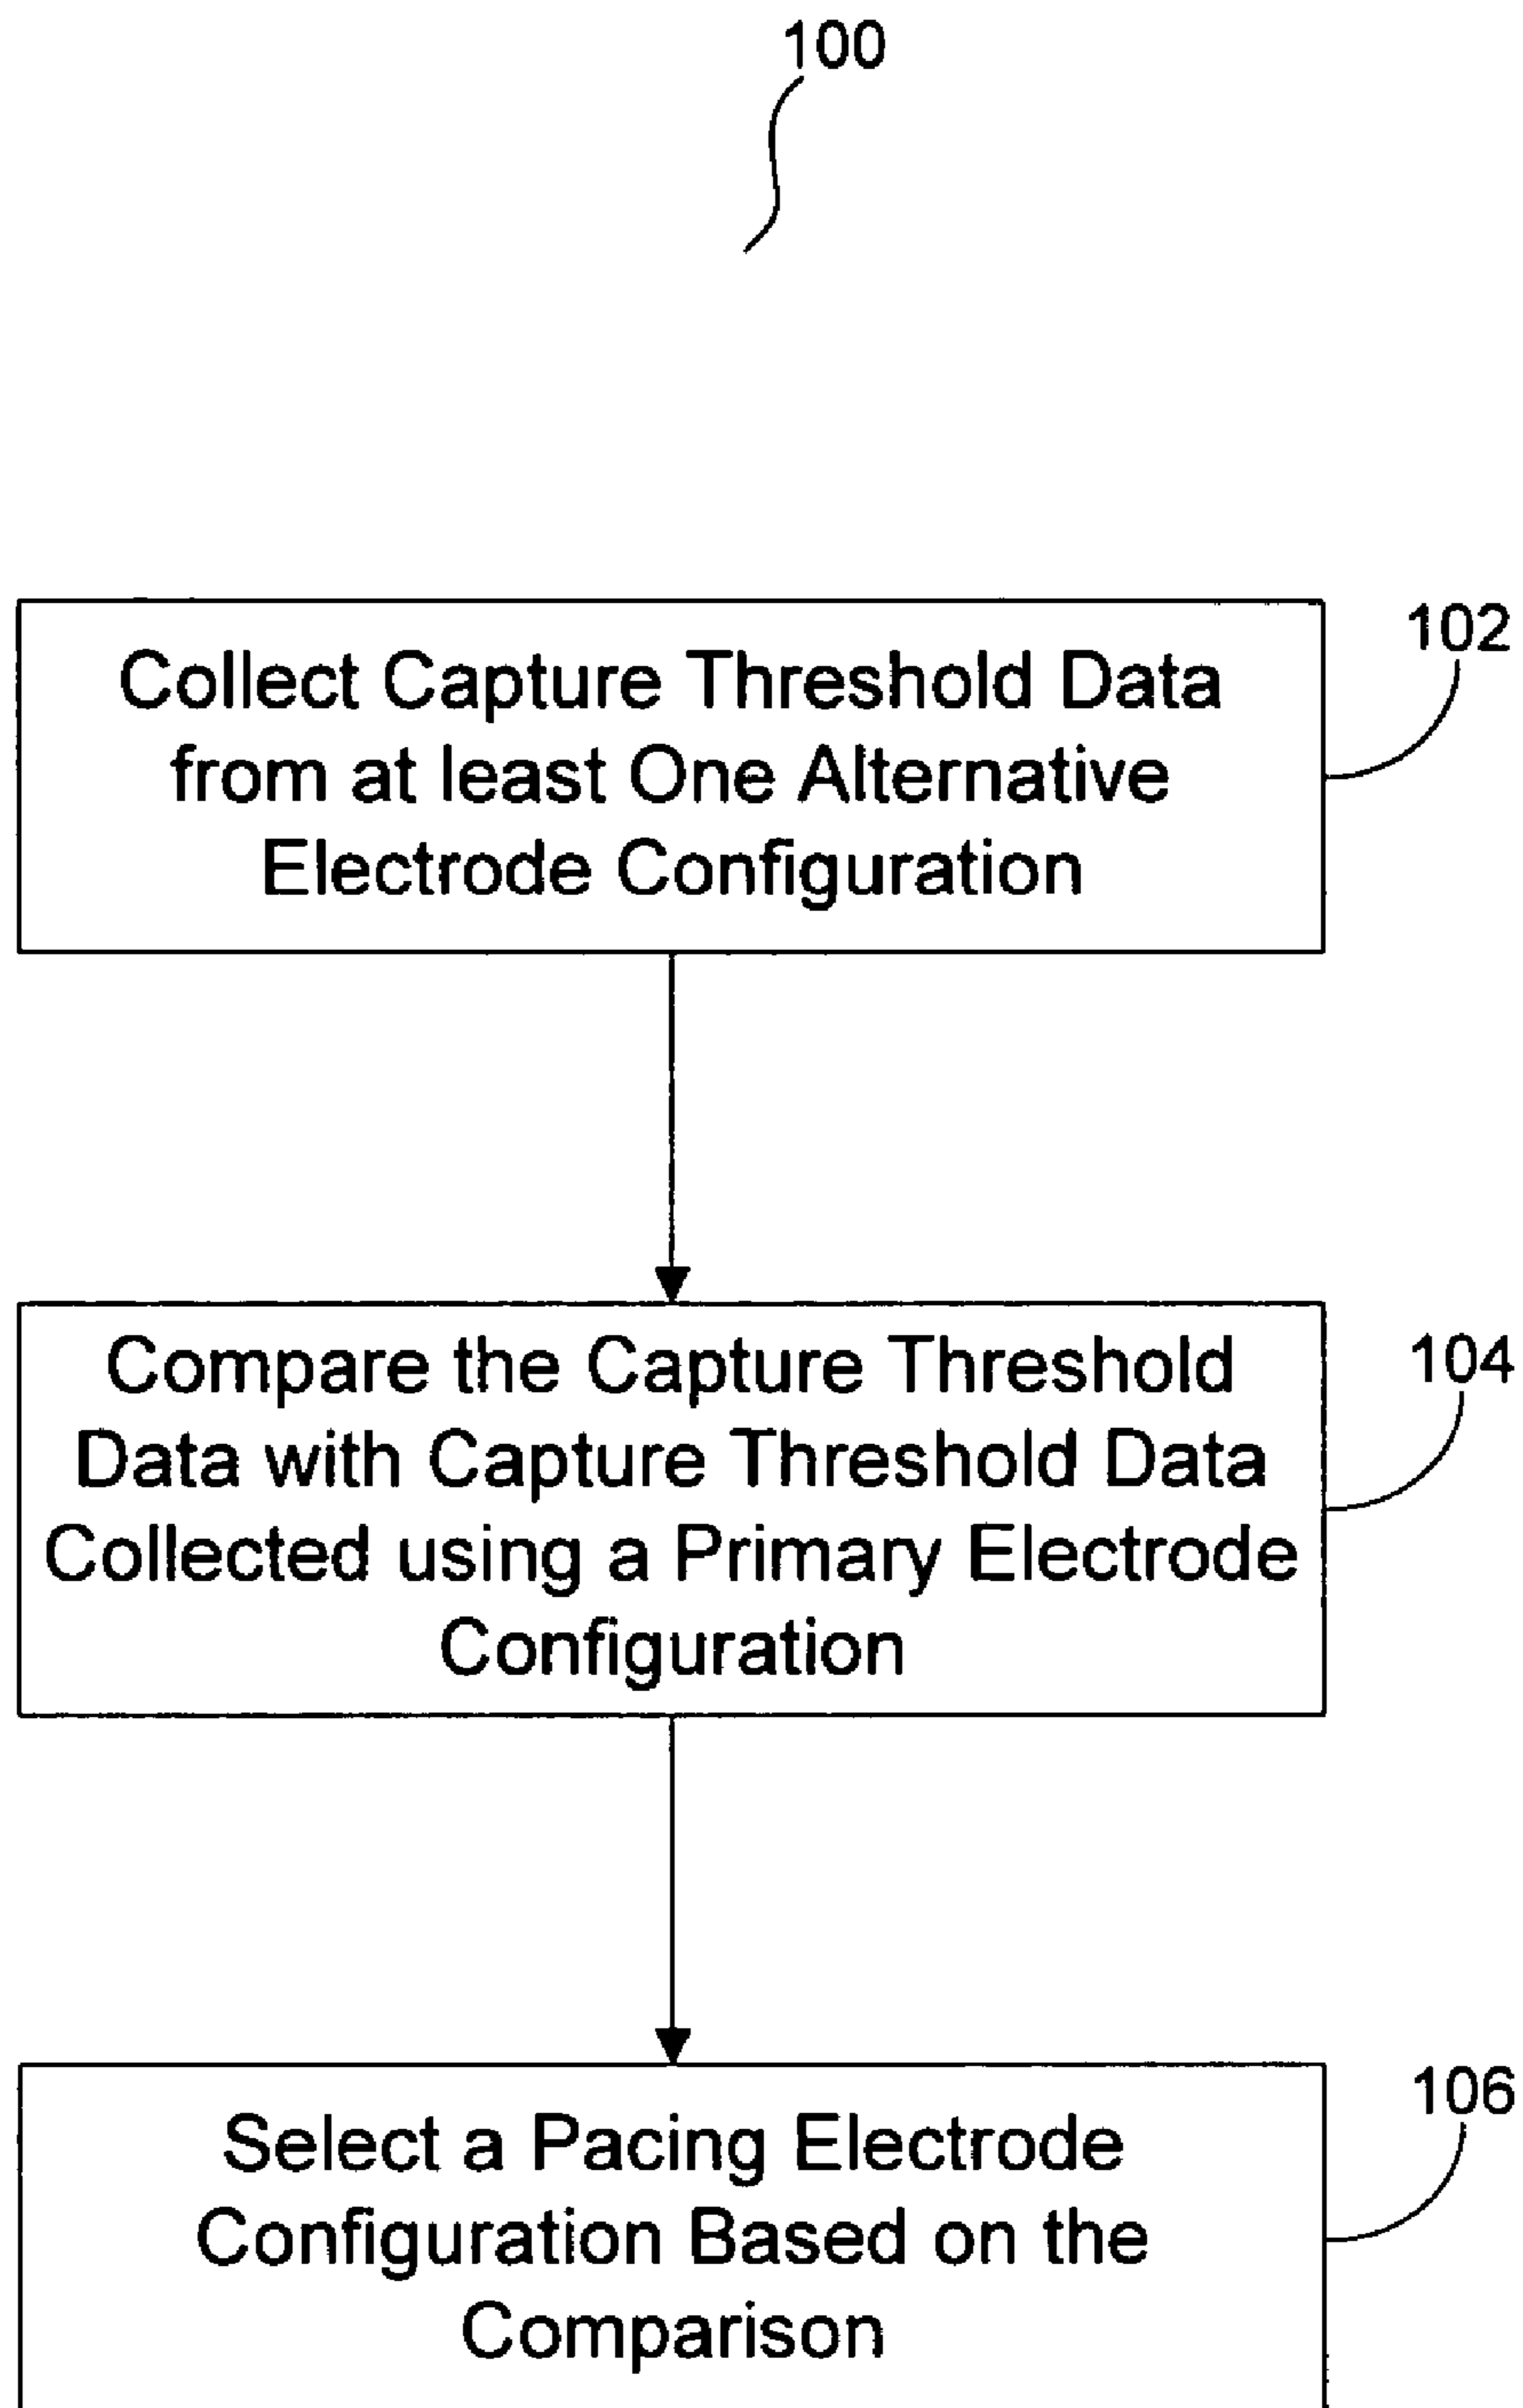 100
Collect Capture Threshold Data
from at least One Alternative
Electrode Configuration
102
Compare the Capture Threshold
Data with Capture Threshold Data
Collected using a Primary Electrode
Configuration
104
Select a Pacing Electrode
Configuration Based on the
Comparison
106